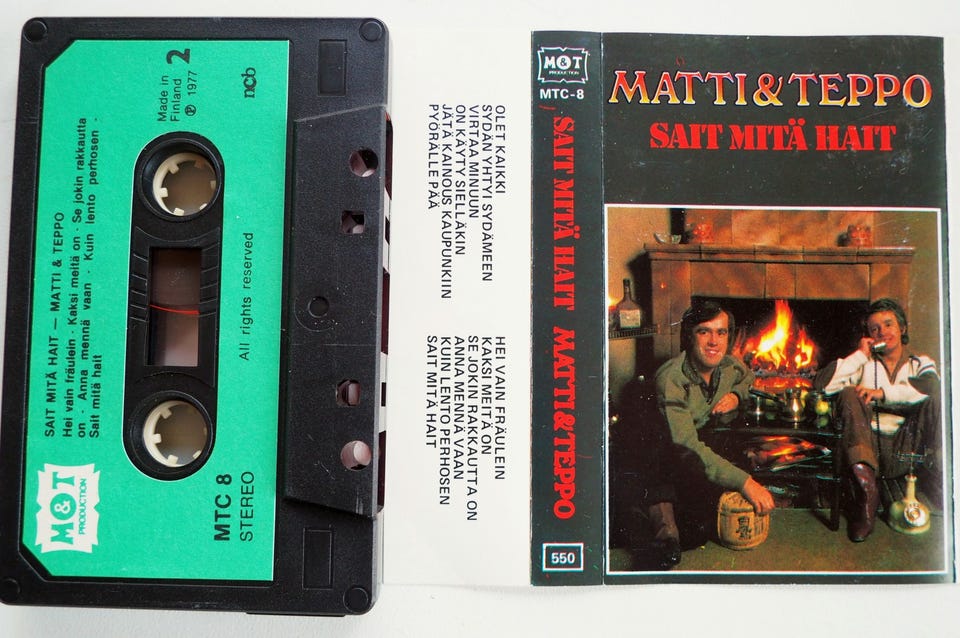 SAIT MITÄ HAIT — MATTI & TEPPO
Hei vain fräulein · Kaksi meitä on · Se jokin rakkautta
on · Anna mennä vaan · Kuin lento perhosen ·
Sait mitä hait
M&T
PRODUCTION
Made in
Finland
℗ 1977
2
ncb
All rights reserved
MTC 8
STEREO
OLET KAIKKI
SYDÄN YHTYI SYDÄMEEN
VIRTAA MINUUN
ON KÄYTY SIELLÄKIN
JÄTÄ KAINOUS KAUPUNKIIN
PYÖRÄLLE PÄÄ
HEI VAIN FRÄULEIN
KAKSI MEITÄ ON
SE JOKIN RAKKAUTTA ON
ANNA MENNÄ VAAN
KUIN LENTO PERHOSEN
SAIT MITÄ HAIT
M&T
PRODUCTION
MTC-8
SAIT MITÄ HAIT MATTI&TEPPO
550
MATTI&TEPPO
SAIT MITÄ HAIT